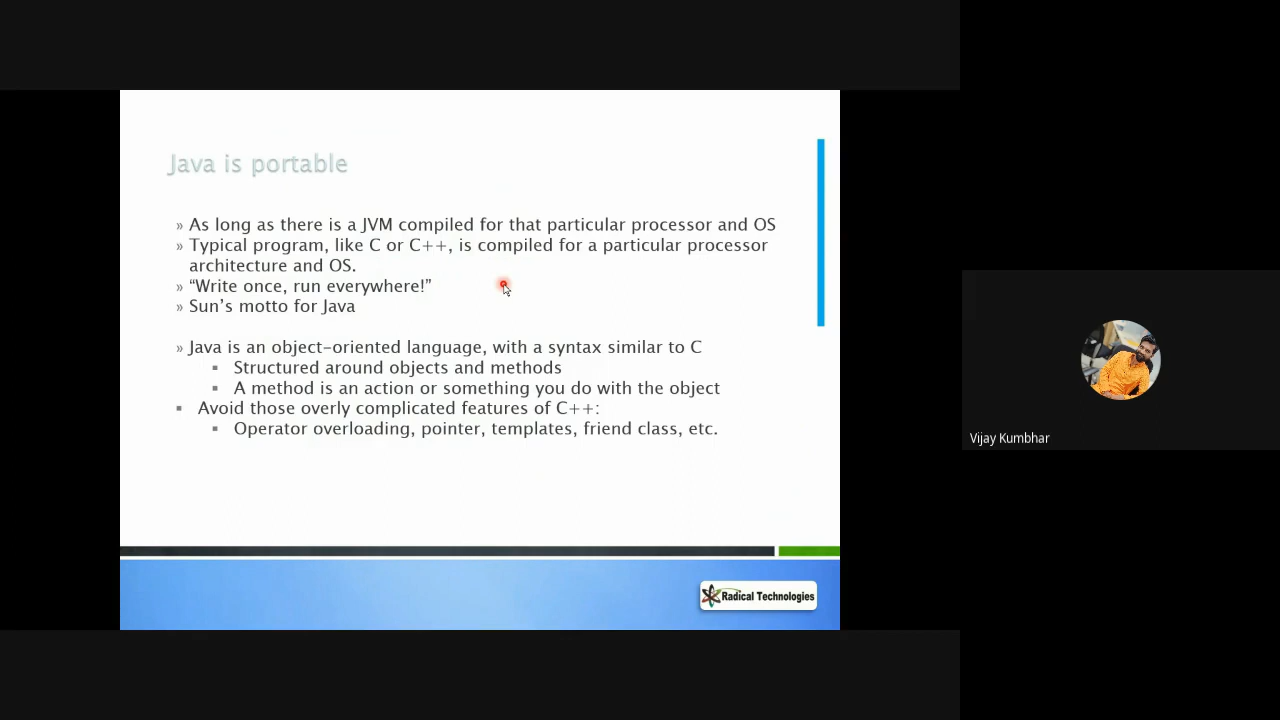 Java is portable
» As long as there is a JVM compiled for that particular processor and OS
» Typical program, like C or C++, is compiled for a particular processor
architecture and OS.
» “Write once, run everywhere!”
» Sun’s motto for Java
» Java is an object-oriented language, with a syntax similar to C
▪ Structured around objects and methods
▪ A method is an action or something you do with the object
▪ Avoid those overly complicated features of C++:
▪ Operator overloading, pointer, templates, friend class, etc.
Radical Technologies
Vijay Kumbhar